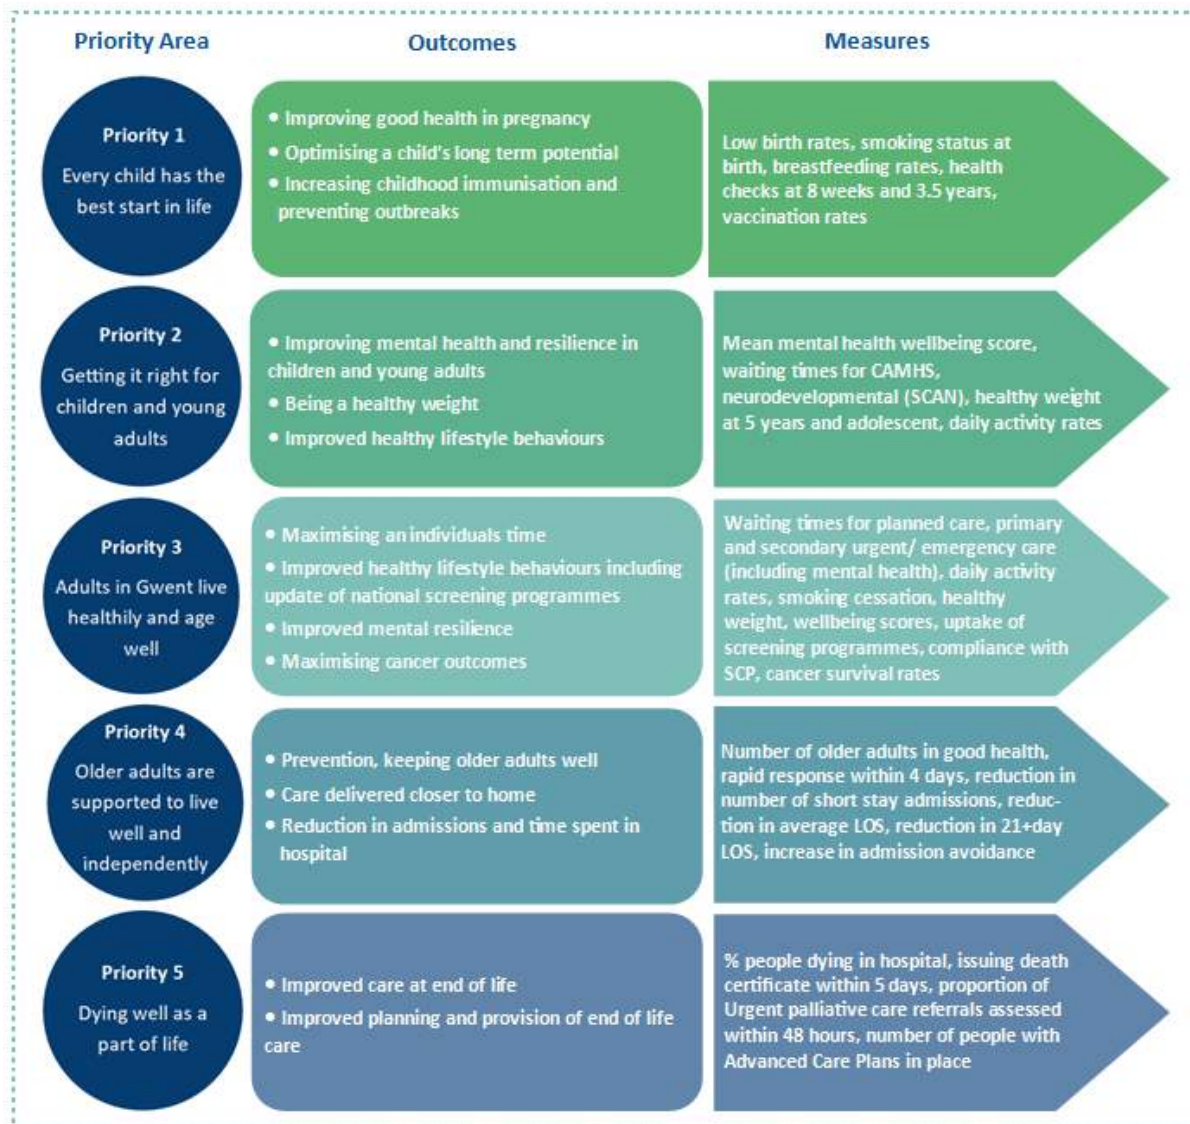 Priority Area
Outcomes
Measures
Priority 1
Every child has the
best start in life
• Improving good health in pregnancy
• Optimising a child's long term potential
• Increasing childhood immunisation and
preventing outbreaks
Low birth rates, smoking status at
birth, breastfeeding rates, health
checks at 8 weeks and 3.5 years,
vaccination rates
Priority 2
Getting it right for
children and young
adults
• Improving mental health and resilience in
children and young adults
• Being a healthy weight
• Improved healthy lifestyle behaviours
Mean mental health wellbeing score,
waiting times for CAMHS,
neurodevelopmental (SCAN), healthy weight
at 5 years and adolescent, daily activity rates
Priority 3
Adults in Gwent live
healthily and age
well
• Maximising an individuals time
• Improved healthy lifestyle behaviours including
update of national screening programmes
• Improved mental resilience
• Maximising cancer outcomes
Waiting times for planned care, primary
and secondary urgent/ emergency care
(including mental health), daily activity
rates, smoking cessation, healthy
weight, wellbeing scores, uptake of
screening programmes, compliance with
SCP, cancer survival rates
Priority 4
Older adults are
supported to live
well and
independently
• Prevention, keeping older adults well
• Care delivered closer to home
• Reduction in admissions and time spent in
hospital
Number of older adults in good health,
rapid response within 4 days, reduction in
number of short stay admissions, reduc-
tion in average LOS, reduction in 21+day
LOS, increase in admission avoidance
Priority 5
Dying well as a
part of life
• Improved care at end of life
• Improved planning and provision of end of life
care
% people dying in hospital, issuing death
certificate within 5 days, proportion of
Urgent palliative care referrals assessed
within 48 hours, number of people with
Advanced Care Plans in place